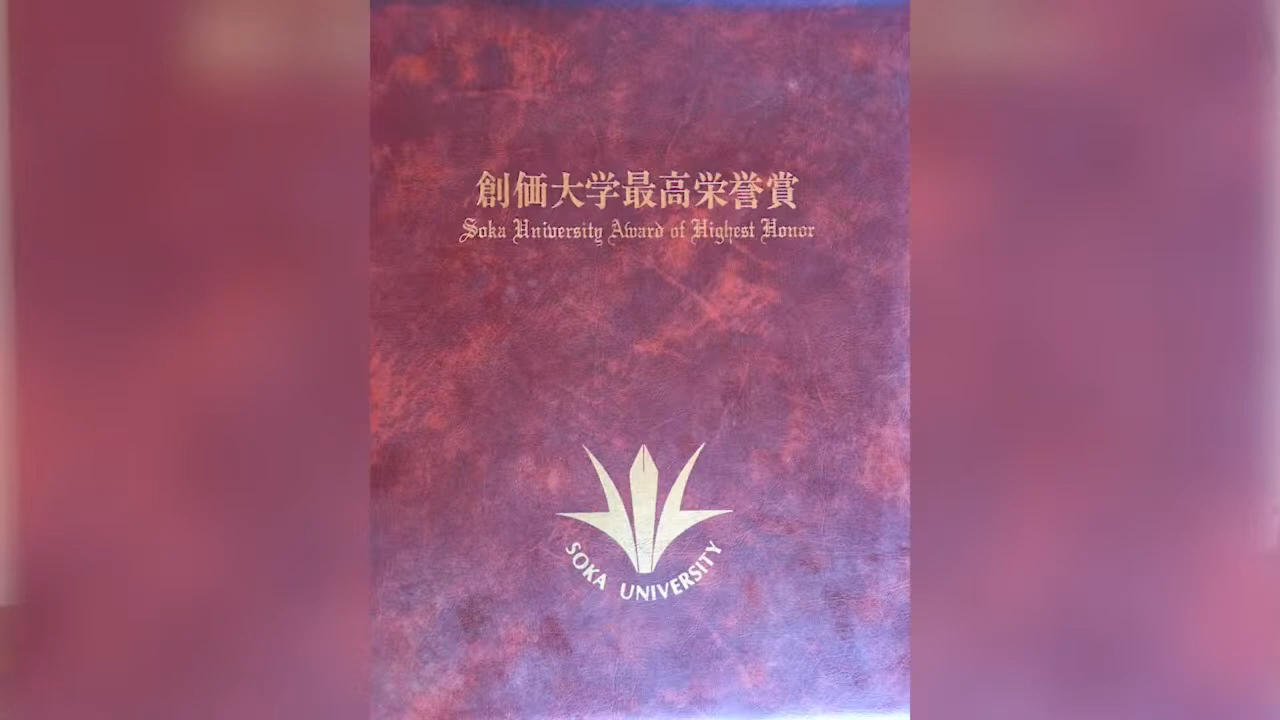 創価大学最高栄誉賞
Soka University Award of Highest Honor
SOKA UNIVERSITY